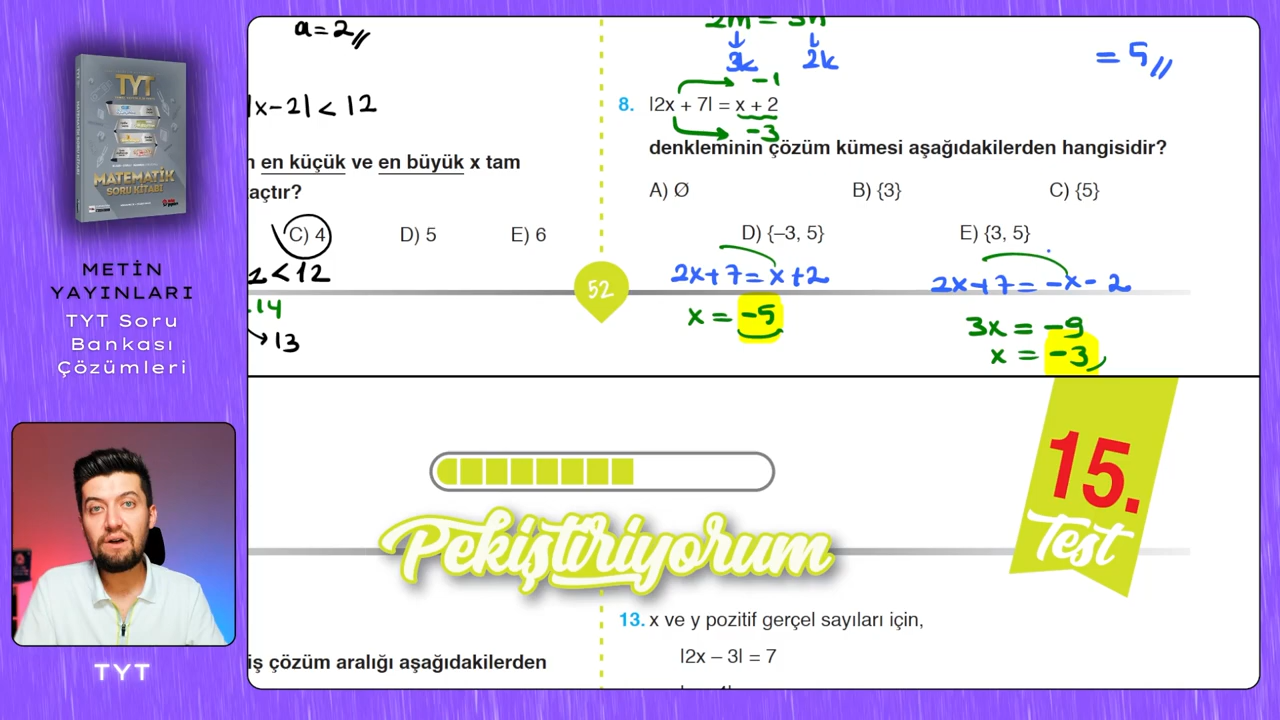 TYT
MATEMATİK
SORU KİTABI
METİN
YAYINLARI
TYT Soru
Bankası
Çözümleri
TYT
a = 2
|x – 2| < 12
en küçük ve en büyük x tam
açtır?
C) 4 D) 5 E) 6
2 < 12
14
13
2m = 3n
3k 2k
= 5
-1
8. |2x + 7| = x + 2
-3
denkleminin çözüm kümesi aşağıdakilerden hangisidir?
A) Ø B) {3} C) {5}
D) {–3, 5} E) {3, 5}
2x+7 = x+2
x = -5
2x+7 = -x-2
3x = -9
x = -3
52
15.
Test
Pekiştiriyorum
iş çözüm aralığı aşağıdakilerden
13. x ve y pozitif gerçel sayıları için,
|2x – 3| = 7